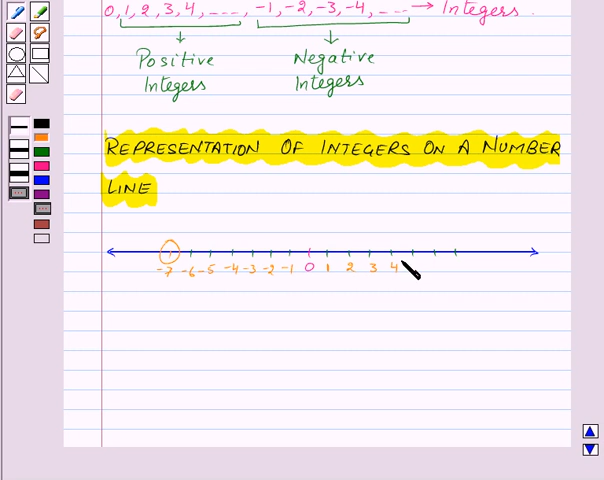 0, 1, 2, 3, 4, ...., -1, -2, -3, -4, .... → Integers.
Positive Negative
Integers Integers
REPRESENTATION OF INTEGERS ON A NUMBER
LINE
-7 -6 -5 -4 -3 -2 -1 0 1 2 3 4